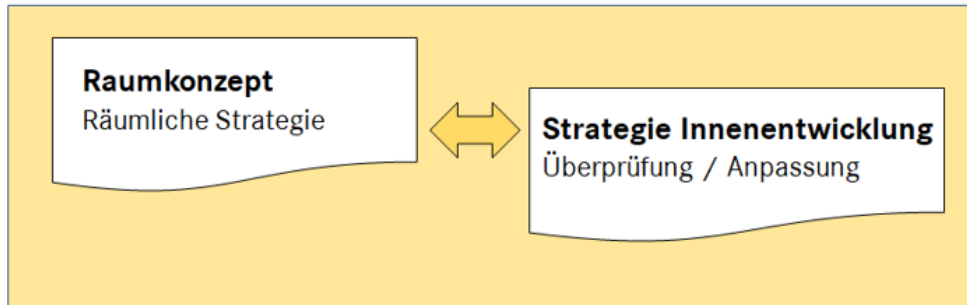 Raumkonzept
Räumliche Strategie
Strategie Innenentwicklung
Überprüfung / Anpassung